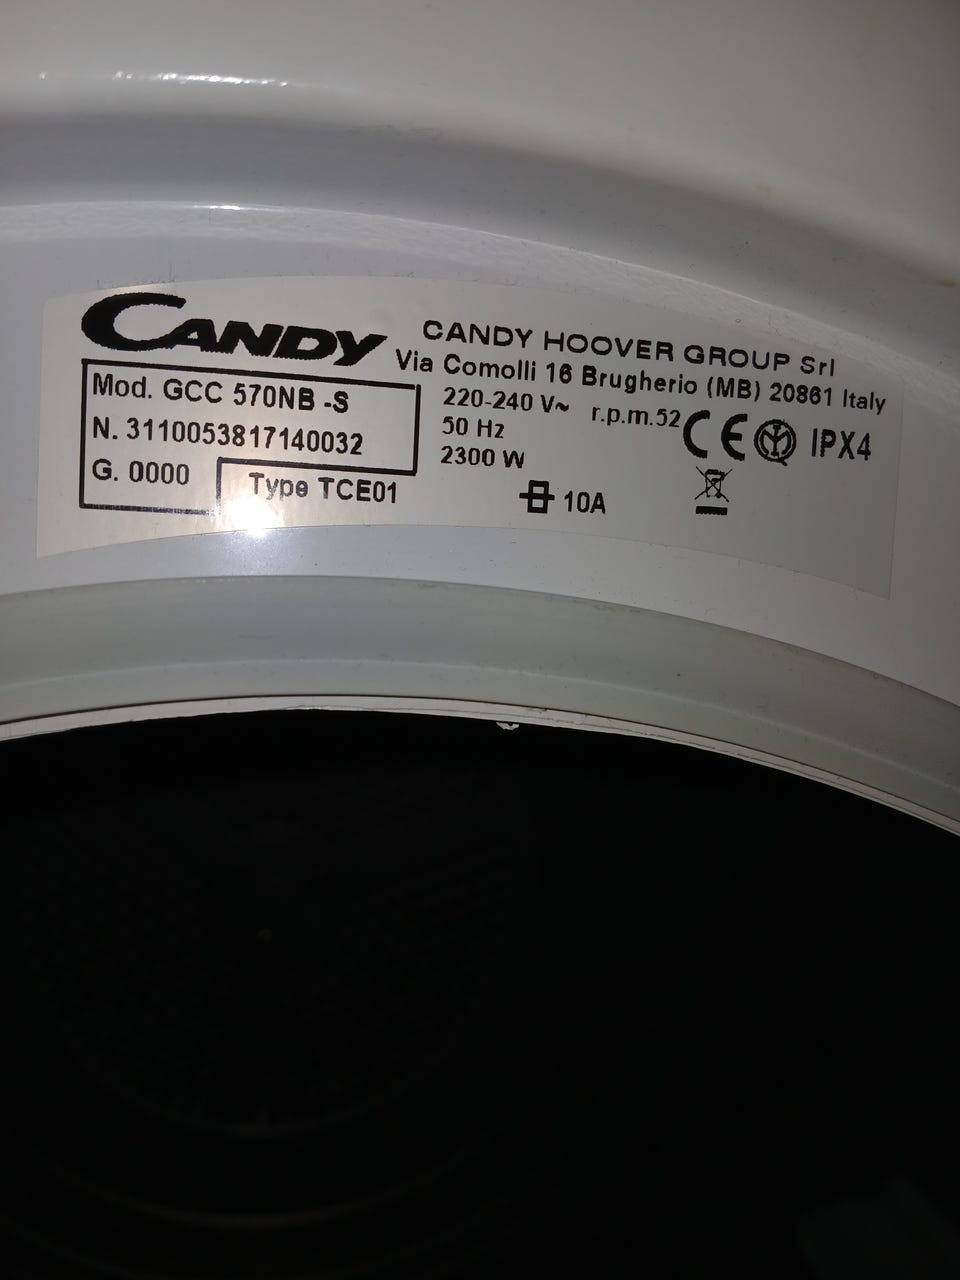 CANDY
CANDY HOOVER GROUP Srl
Via Comolli 16 Brugherio (MB) 20861 Italy
Mod. GCC 570NB -S
N. 3110053817140032
G. 0000
Type TCE01
220-240 V~ r.p.m.52
50 Hz
2300 W
10A
CE IPX4